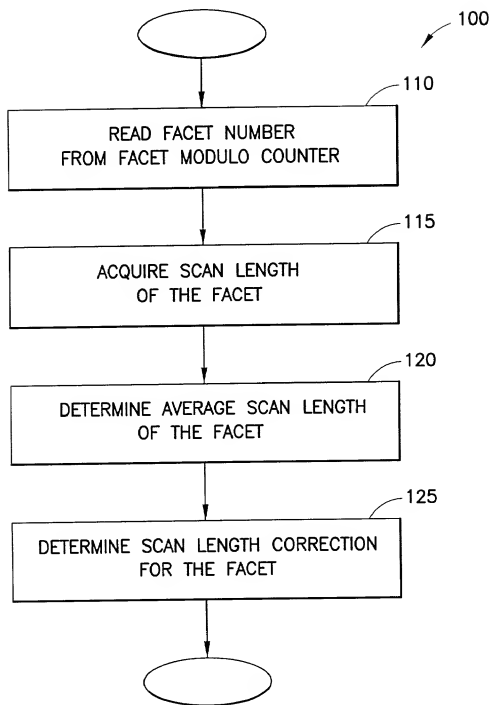 100
110
READ FACET NUMBER
FROM FACET MODULO COUNTER
115
ACQUIRE SCAN LENGTH
OF THE FACET
120
DETERMINE AVERAGE SCAN LENGTH
OF THE FACET
125
DETERMINE SCAN LENGTH CORRECTION
FOR THE FACET